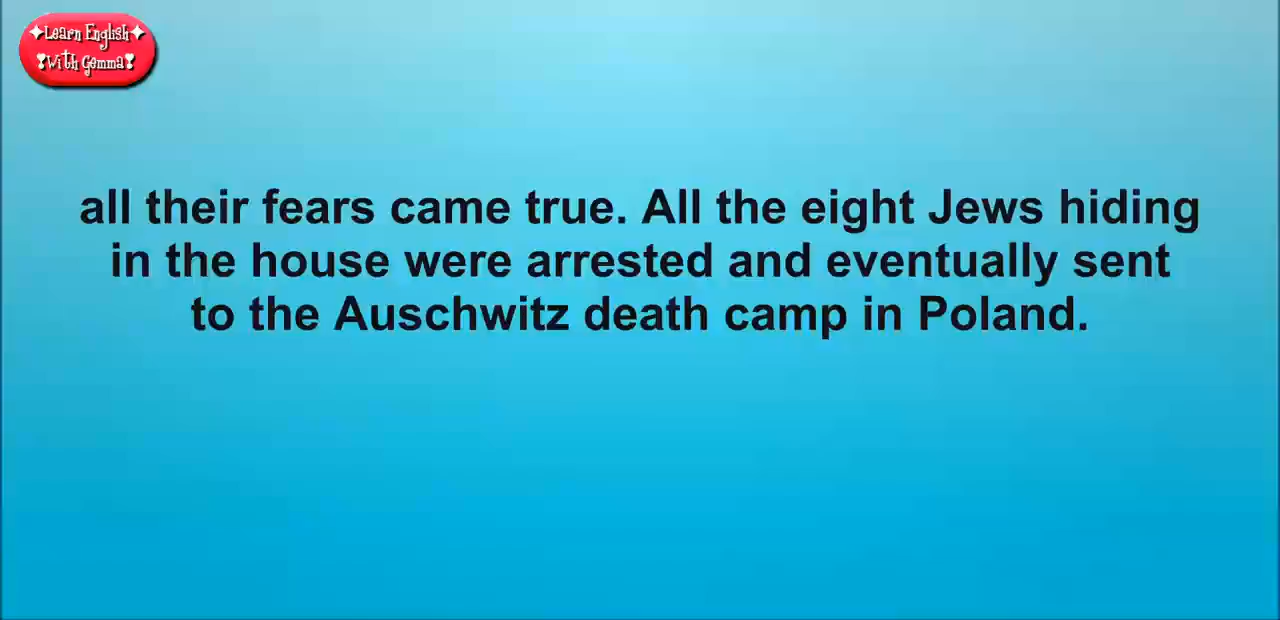 ✦Learn English✦
❣With Gemma❣
all their fears came true. All the eight Jews hiding
in the house were arrested and eventually sent
to the Auschwitz death camp in Poland.